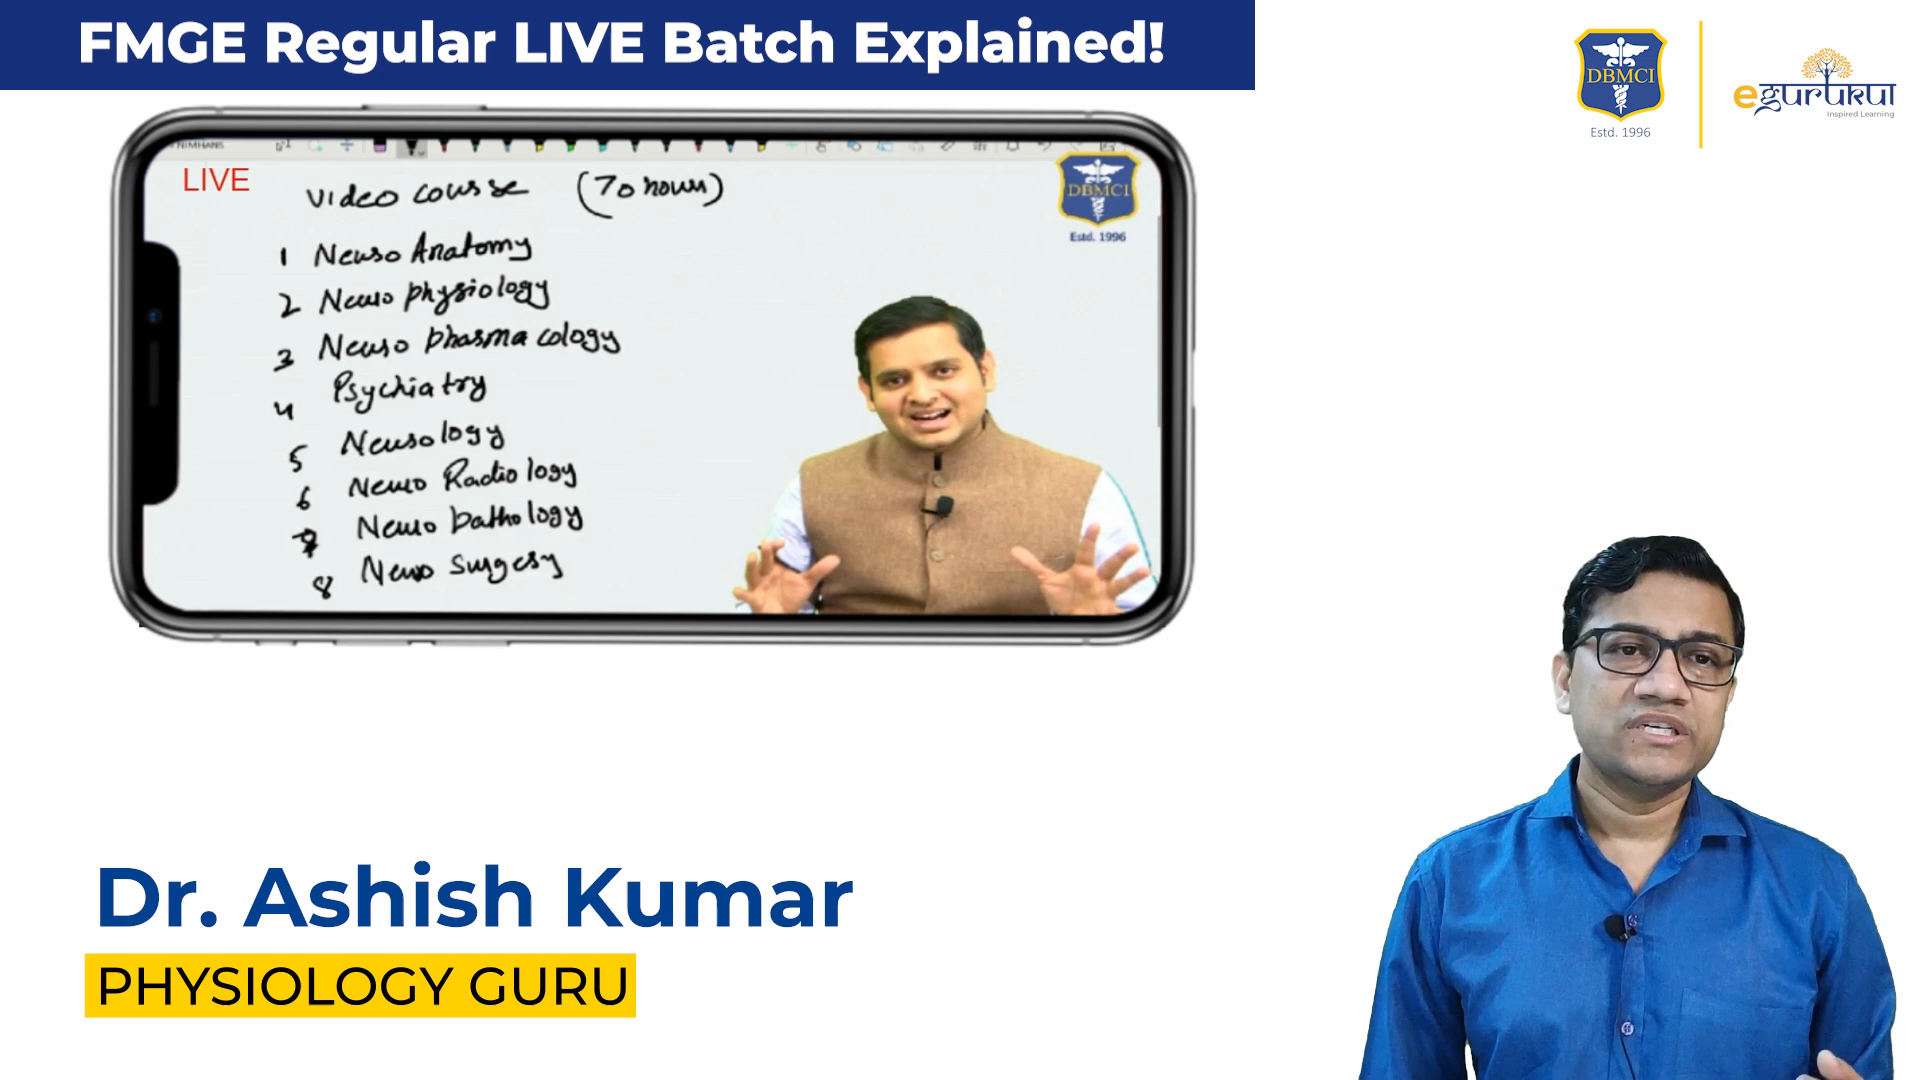 FMGE Regular LIVE Batch Explained!
DBMCI
Estd. 1996
egurukul
Inspired Learning
NIMHANS
LIVE
Video course (70 hours)
DBMCI
Estd. 1996
1 Neuro Anatomy
2 Neuro physiology
3 Neuro pharmacology
4 Psychiatry
5 Neurology
6 Neuro Radiology
7 Neuro pathology
8 Neuro surgery
Dr. Ashish Kumar
PHYSIOLOGY GURU